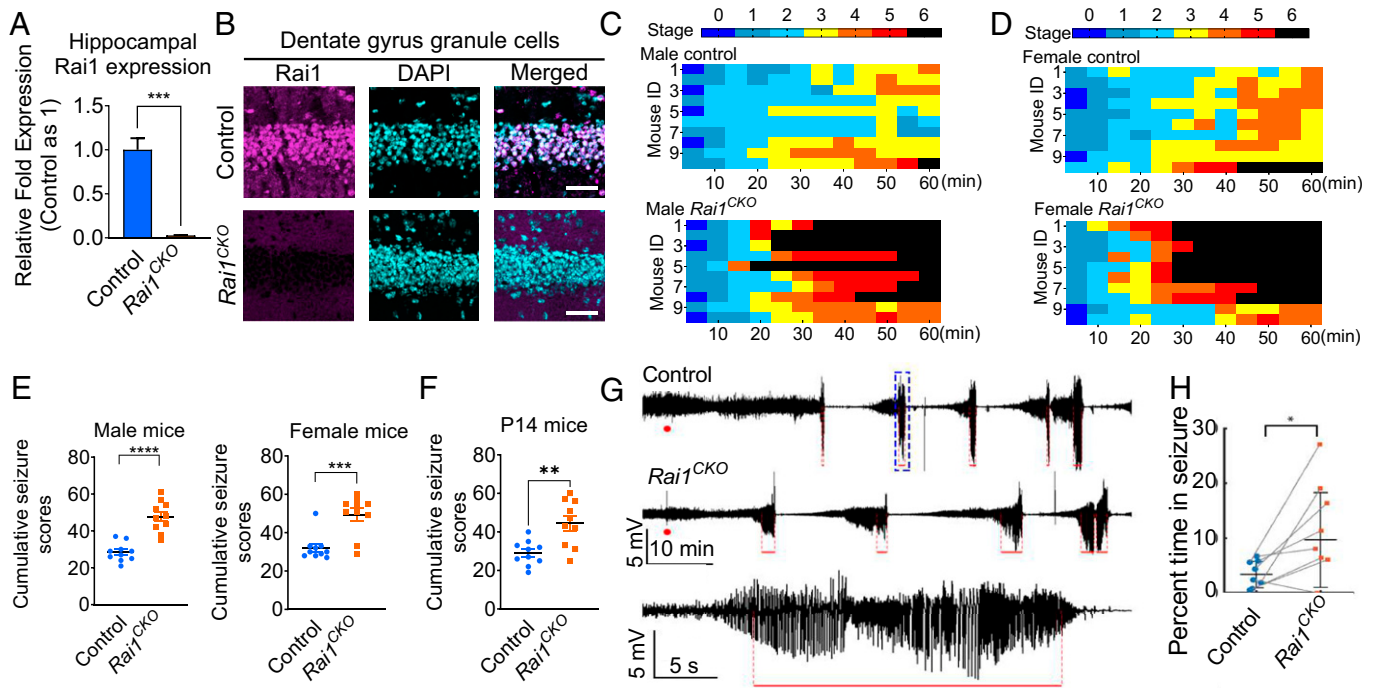 A
Hippocampal
Rai1 expression
Relative Fold Expression
(Control as 1)
1.5
1.0
0.5
0.0
***
Control
Rai1CKO
B
Dentate gyrus granule cells
Rai1
DAPI
Merged
Control
Rai1CKO
C
0 1 2 3 4 5 6
Stage
Male control
Mouse ID
1
3
5
7
9
10 20 30 40 50 60(min)
Male Rai1CKO
Mouse ID
1
3
5
7
9
10 20 30 40 50 60(min)
D
0 1 2 3 4 5 6
Stage
Female control
Mouse ID
1
3
5
7
9
10 20 30 40 50 60(min)
Female Rai1CKO
Mouse ID
1
3
5
7
9
10 20 30 40 50 60(min)
E
Male mice
Cumulative seizure
scores
80
60
40
20
0
****
Control
Rai1CKO
Female mice
Cumulative seizure
scores
80
60
40
20
0
***
Control
Rai1CKO
F
P14 mice
Cumulative seizure
scores
80
60
40
20
0
**
Control
Rai1CKO
G
Control
Rai1CKO
5 mV
10 min
5 mV
5 s
H
Percent time in seizure
30
20
10
0
*
Control
Rai1CKO